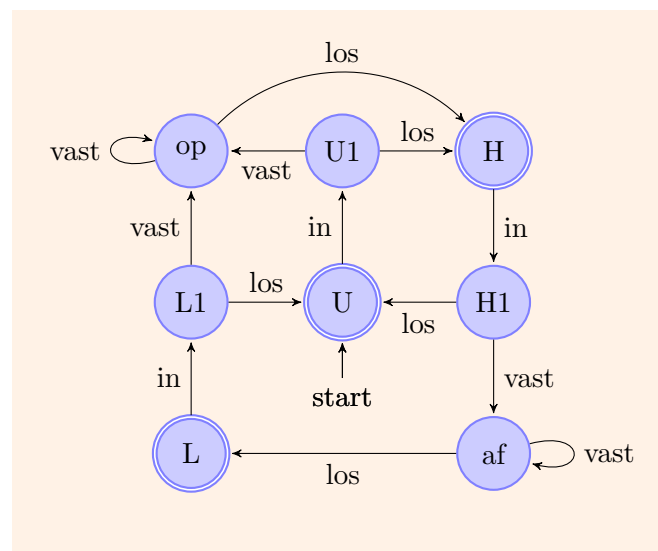 los
los
vast
op
U1
H
vast
vast
in
in
los
L1
U
H1
los
in
vast
start
L
af
vast
los